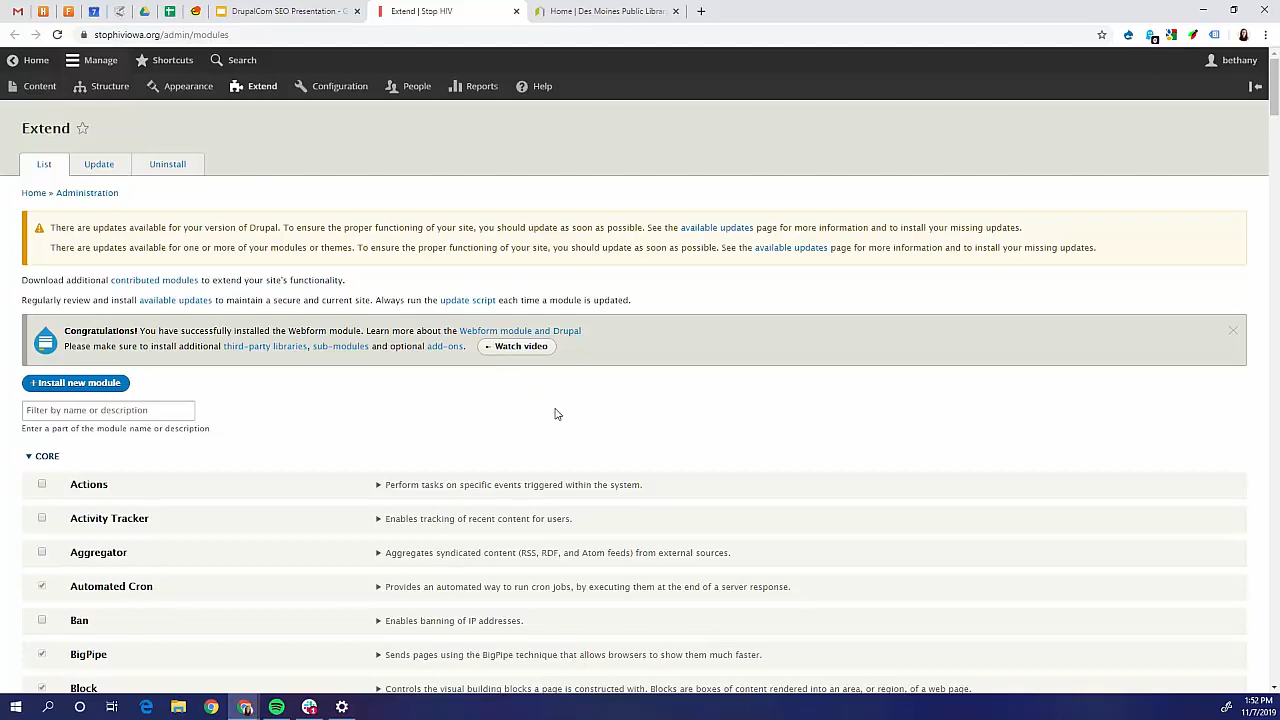 DrupalCorn SEO Presentation - G
Extend | Stop HIV
Home | Des Moines Public Librar
stophiviowa.org/admin/modules
Home Manage Shortcuts Search bethany
Content Structure Appearance Extend Configuration People Reports Help
Extend
List Update Uninstall
Home » Administration
There are updates available for your version of Drupal. To ensure the proper functioning of your site, you should update as soon as possible. See the available updates page for more information and to install your missing updates.
There are updates available for one or more of your modules or themes. To ensure the proper functioning of your site, you should update as soon as possible. See the available updates page for more information and to install your missing updates.
Download additional contributed modules to extend your site's functionality.
Regularly review and install available updates to maintain a secure and current site. Always run the update script each time a module is updated.
Congratulations! You have successfully installed the Webform module. Learn more about the Webform module and Drupal
Please make sure to install additional third-party libraries, sub-modules and optional add-ons. Watch video
+ Install new module
Filter by name or description
Enter a part of the module name or description
CORE
Actions Perform tasks on specific events triggered within the system.
Activity Tracker Enables tracking of recent content for users.
Aggregator Aggregates syndicated content (RSS, RDF, and Atom feeds) from external sources.
Automated Cron Provides an automated way to run cron jobs, by executing them at the end of a server response.
Ban Enables banning of IP addresses.
BigPipe Sends pages using the BigPipe technique that allows browsers to show them much faster.
Block Controls the visual building blocks a page is constructed with. Blocks are boxes of content rendered into an area, or region, of a web page.
1:52 PM
11/7/2019